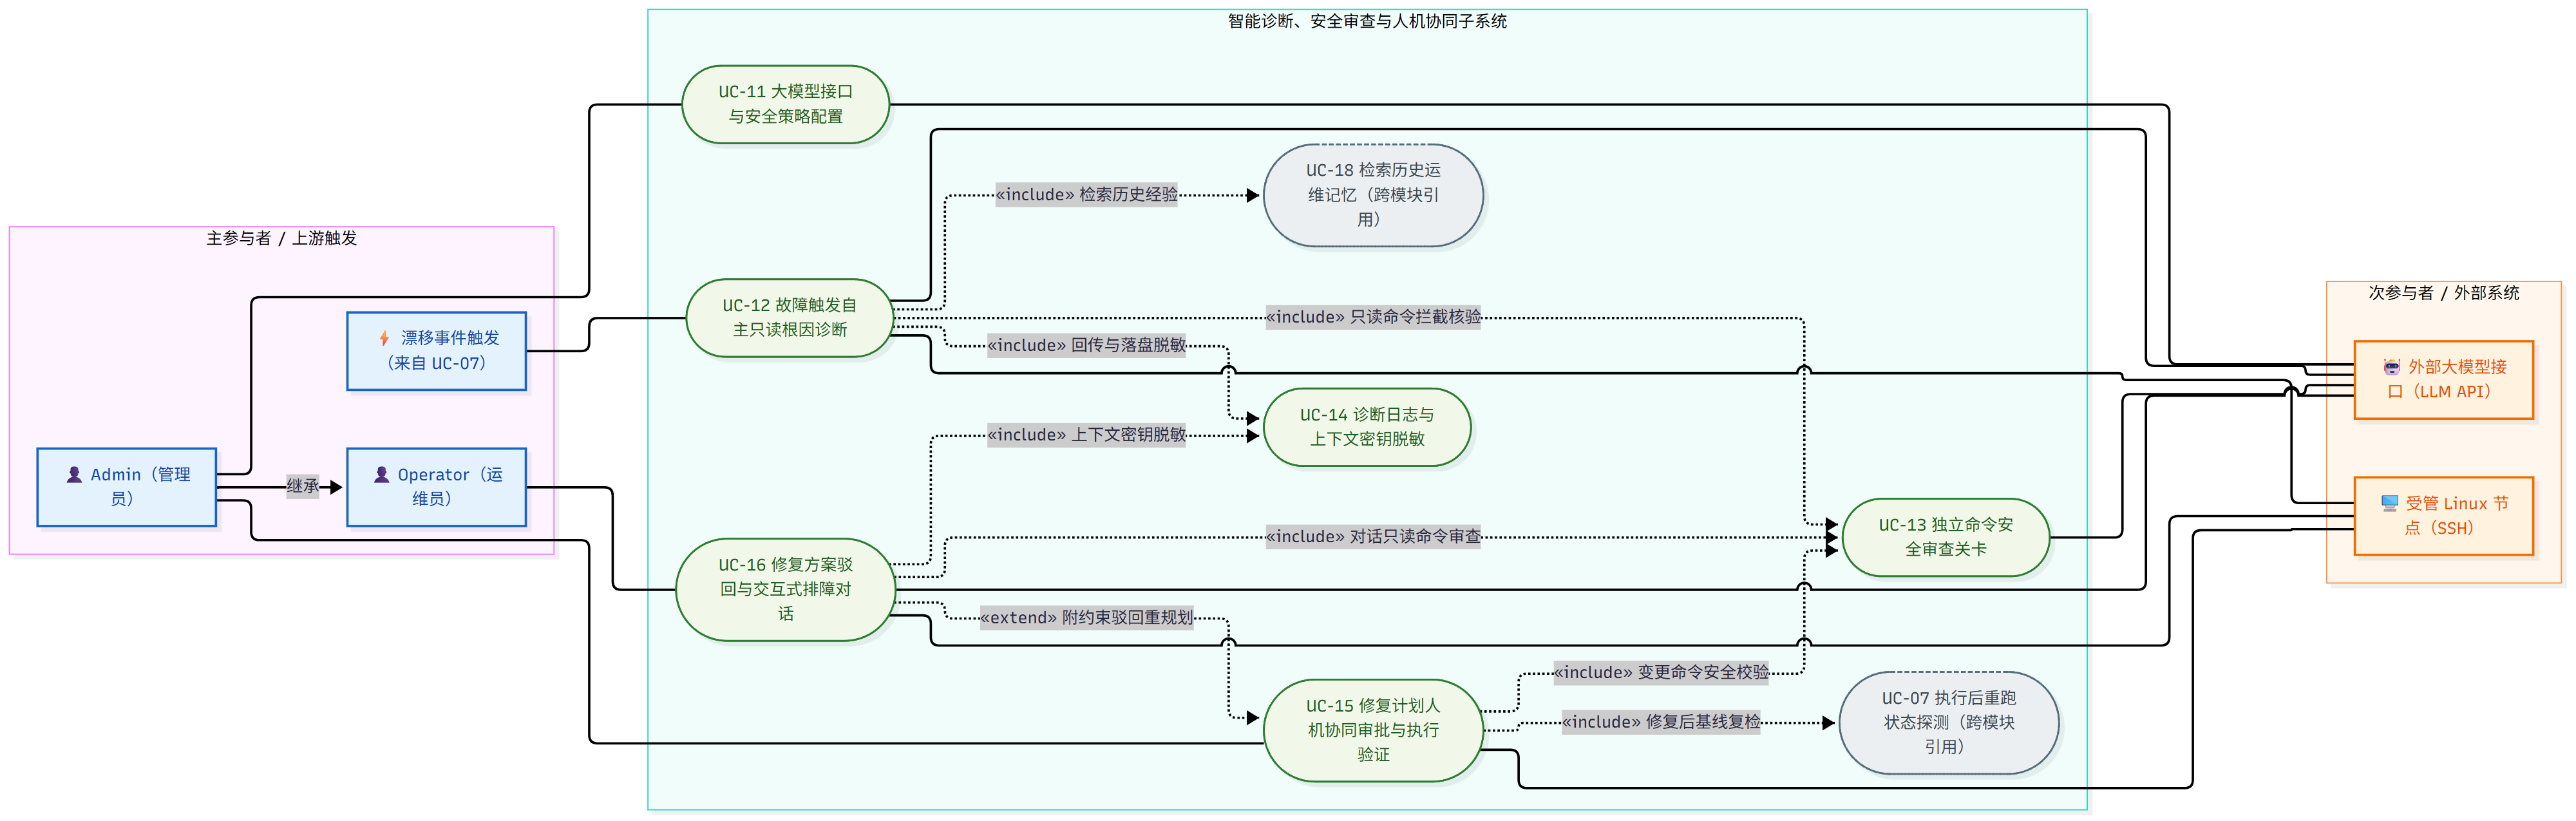 智能诊断、安全审查与人机协同子系统
UC-11 大模型接口
与安全策略配置
UC-18 检索历史运
维记忆（跨模块引
用）
«include» 检索历史经验
主参与者 / 上游触发
UC-12 故障触发自
主只读根因诊断
«include» 只读命令拦截核验
«include» 回传与落盘脱敏
次参与者 / 外部系统
漂移事件触发
（来自 UC-07）
外部大模型接
口（LLM API）
UC-14 诊断日志与
上下文密钥脱敏
«include» 上下文密钥脱敏
Admin（管理
员）
继承
Operator（运
维员）
受管 Linux 节
点（SSH）
UC-13 独立命令安
全审查关卡
«include» 对话只读命令审查
UC-16 修复方案驳
回与交互式排障对
话
«extend» 附约束驳回重规划
«include» 变更命令安全校验
UC-15 修复计划人
机协同审批与执行
验证
«include» 修复后基线复检
UC-07 执行后重跑
状态探测（跨模块
引用）